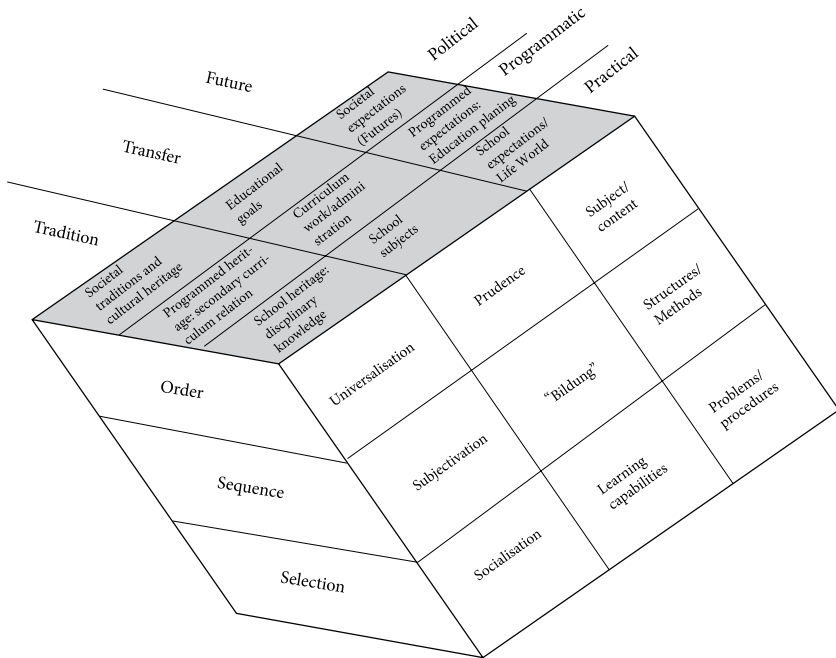 Political
Programmatic
Practical
Future
Transfer
Tradition
Societal
expectations
(Futures)
Programmed
expectations:
Education planing
School
expectations/
Life World
Educational
goals
Curriculum
work/admini
stration
School
subjects
Societal
traditions and
cultural heritage
Programmed herit-
age: secondary curri-
culum relation
School heritage:
discplinary
knowledge
Order
Sequence
Selection
Universalisation
Prudence
Subject/
content
Subjectivation
“Bildung”
Structures/
Methods
Socialisation
Learning
capabilities
Problems/
procedures